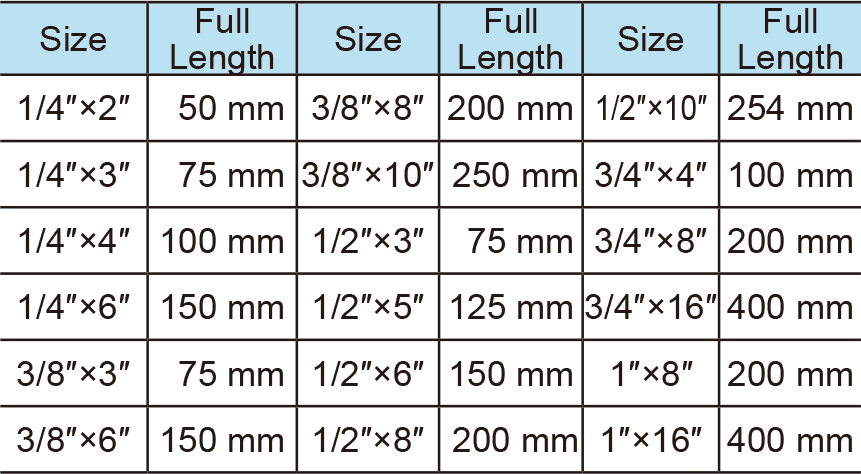 Size Full Length Size Full Length Size Full Length
1/4″×2″ 50 mm 3/8″×8″ 200 mm 1/2″×10″ 254 mm
1/4″×3″ 75 mm 3/8″×10″ 250 mm 3/4″×4″ 100 mm
1/4″×4″ 100 mm 1/2″×3″ 75 mm 3/4″×8″ 200 mm
1/4″×6″ 150 mm 1/2″×5″ 125 mm 3/4″×16″ 400 mm
3/8″×3″ 75 mm 1/2″×6″ 150 mm 1″×8″ 200 mm
3/8″×6″ 150 mm 1/2″×8″ 200 mm 1″×16″ 400 mm